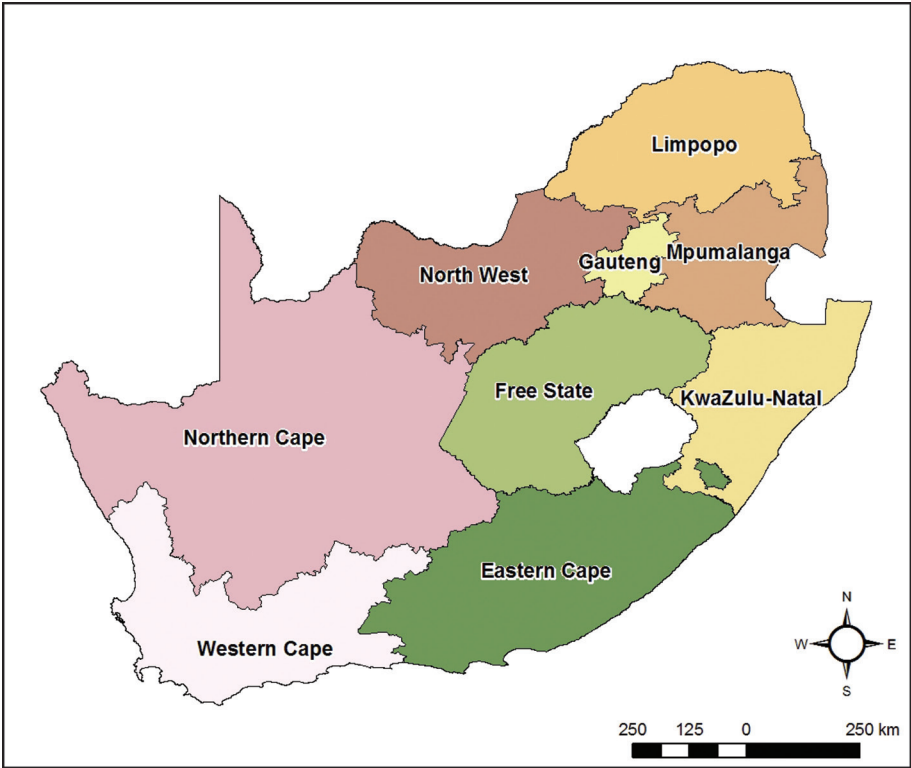 Limpopo
Mpumalanga
Gauteng
North West
Free State
KwaZulu-Natal
Northern Cape
Eastern Cape
Western Cape
N
W E
S
250 125 0 250 km